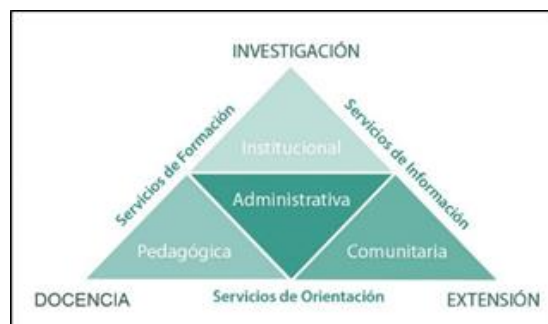 INVESTIGACIÓN
Servicios de Formación
Servicios de Información
Institucional
Administrativa
Pedagógica
Comunitaria
DOCENCIA
Servicios de Orientación
EXTENSIÓN